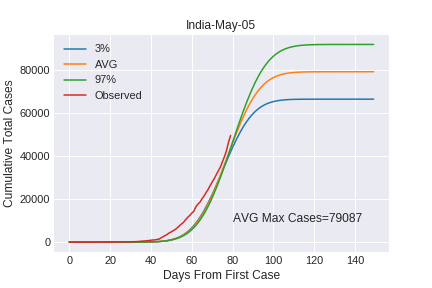 India-May-05
3%
AVG
97%
Observed
Cumulative Total Cases
80000
60000
40000
20000
0
AVG Max Cases=79087
0 20 40 60 80 100 120 140
Days From First Case